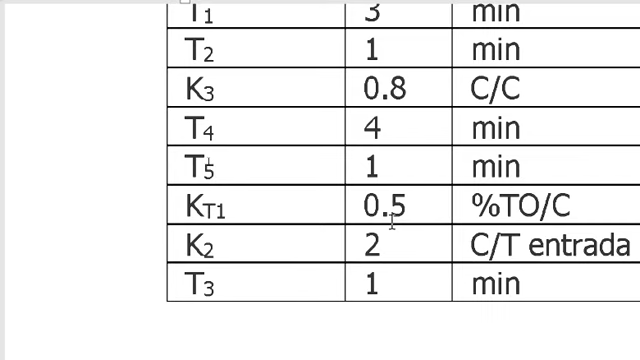 T1 3 min
T2 1 min
K3 0.8 C/C
T4 4 min
T5 1 min
KT1 0.5 %TO/C
K2 2 C/T entrada
T3 1 min